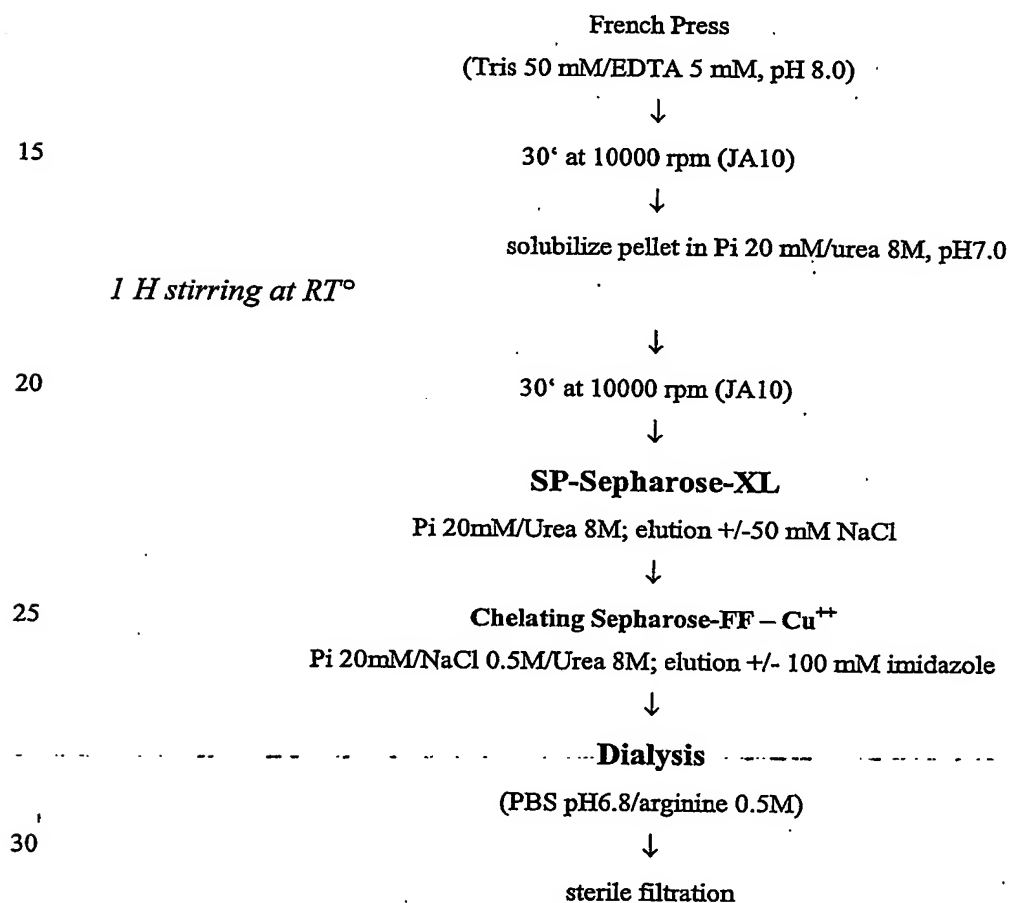 French Press
(Tris 50 mM/EDTA 5 mM, pH 8.0)
↓
15 30‘ at 10000 rpm (JA10)
↓
solubilize pellet in Pi 20 mM/urea 8M, pH7.0
1 H stirring at RT°
↓
20 30‘ at 10000 rpm (JA10)
↓
SP-Sepharose-XL
Pi 20mM/Urea 8M; elution +/-50 mM NaCl
↓
25 Chelating Sepharose-FF – Cu⁺⁺
Pi 20mM/NaCl 0.5M/Urea 8M; elution +/- 100 mM imidazole
↓
Dialysis
(PBS pH6.8/arginine 0.5M)
30 ↓
sterile filtration